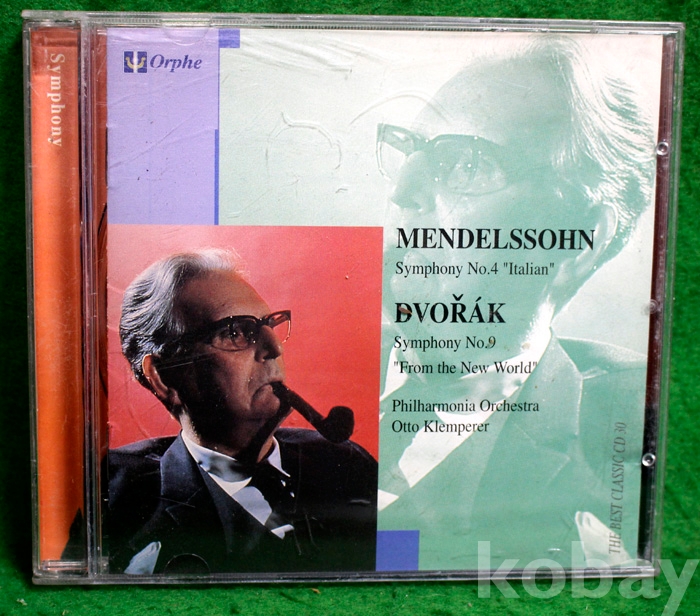 Symphony
Orphe
MENDELSSOHN
Symphony No.4 "Italian"
DVOŘÁK
Symphony No.9
"From the New World"
Philharmonia Orchestra
Otto Klemperer
THE BEST CLASSIC CD 30
kobay